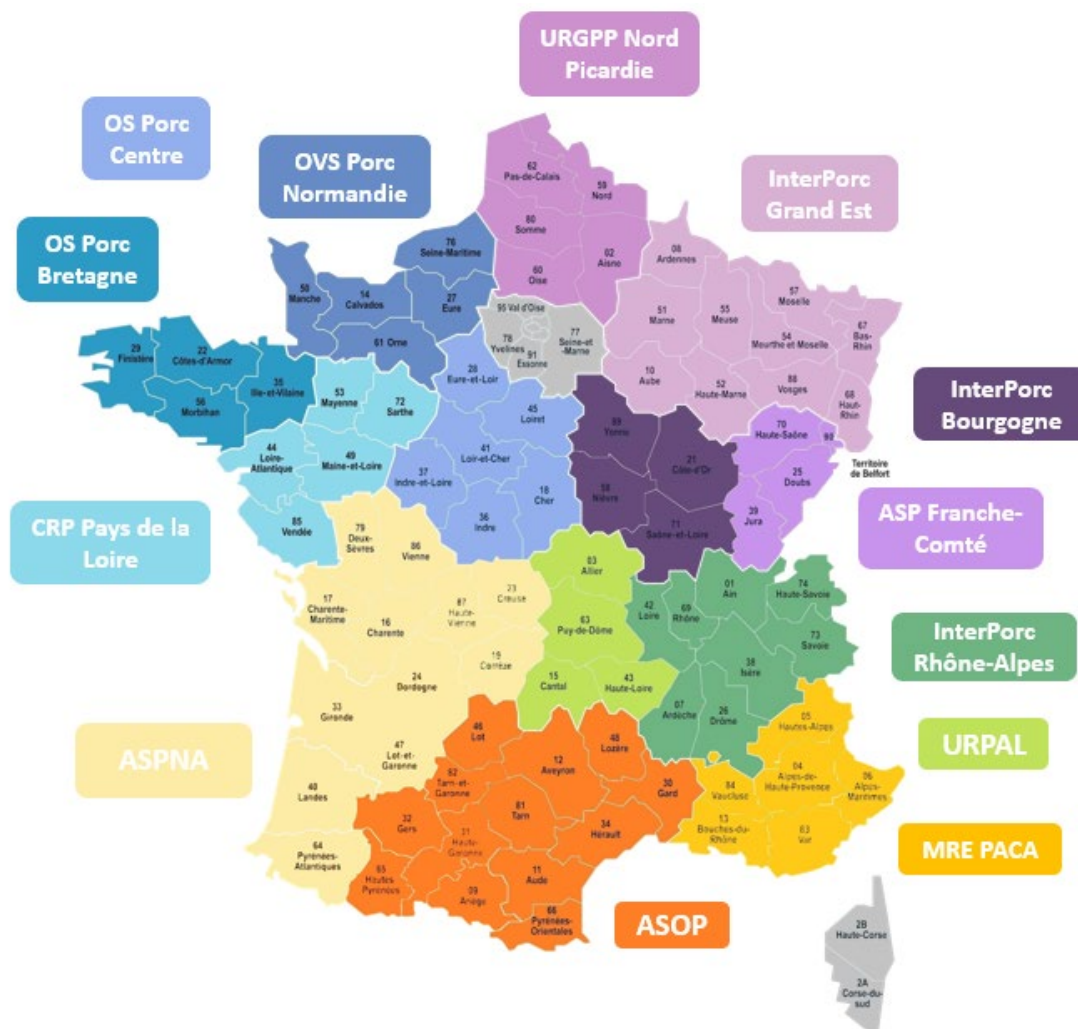 URGPP Nord
Picardie
OS Porc
Centre
OVS Porc
Normandie
InterPorc
Grand Est
OS Porc
Bretagne
InterPorc
Bourgogne
CRP Pays de la
Loire
ASP Franche-
Comté
InterPorc
Rhône-Alpes
ASPNA
URPAL
MRE PACA
ASOP
62
Pas-de-Calais
59
Nord
80
Somme
02
Aisne
60
Oise
76
Seine-Maritime
50
Manche
14
Calvados
27
Eure
61 Orne
95 Val d'Oise
78
Yvelines
91
Essonne
77
Seine-et
-Marne
08
Ardennes
51
Marne
55
Meuse
57
Moselle
54
Meurthe et Moselle
67
Bas-
Rhin
10
Aube
52
Haute-Marne
88
Vosges
68
Haut-
Rhin
29
Finistère
22
Côtes-d'Armor
35
Ille-et-Vilaine
56
Morbihan
53
Mayenne
72
Sarthe
44
Loire-
Atlantique
49
Maine-et-Loire
85
Vendée
28
Eure-et-Loir
45
Loiret
41
Loir-et-Cher
37
Indre-et-Loire
18
Cher
36
Indre
89
Yonne
21
Côte-d'Or
58
Nièvre
71
Saône-et-Loire
70
Haute-Saône
90
Territoire
de Belfort
25
Doubs
39
Jura
79
Deux-
Sèvres
86
Vienne
17
Charente-
Maritime
16
Charente
87
Haute-
Vienne
23
Creuse
19
Corrèze
24
Dordogne
33
Gironde
47
Lot-et-
Garonne
40
Landes
64
Pyrénées-
Atlantiques
03
Allier
63
Puy-de-Dôme
15
Cantal
43
Haute-Loire
42
Loire
69
Rhône
01
Ain
74
Haute-Savoie
73
Savoie
38
Isère
07
Ardèche
26
Drôme
05
Hautes-Alpes
04
Alpes-de-
Haute-Provence
06
Alpes-
Maritimes
84
Vaucluse
13
Bouches-du-
Rhône
83
Var
46
Lot
12
Aveyron
48
Lozère
30
Gard
82
Tarn-et-
Garonne
81
Tarn
34
Hérault
32
Gers
31
Haute-
Garonne
65
Hautes
Pyrénées
09
Ariège
11
Aude
66
Pyrénées-
Orientales
2B
Haute-Corse
2A
Corse-du-
sud